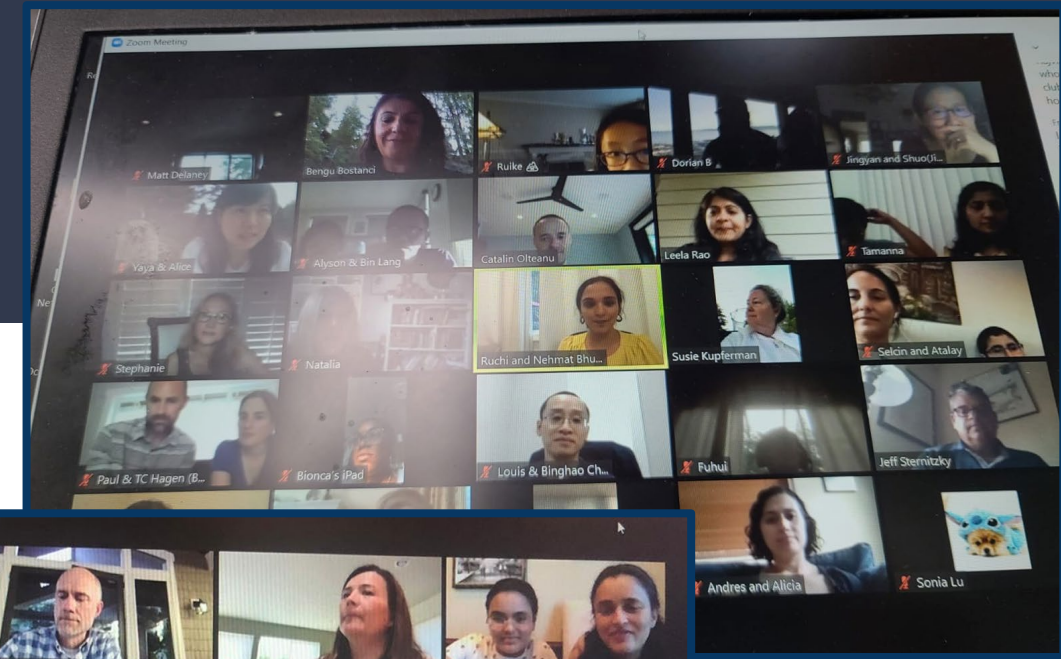 Zoom Meeting
Matt Delaney
Bengu Bostanci
Ruike
Dorian B
Jingyan and Shuo(Ji...
Yaya & Alice
Alyson & Bin Lang
Catalin Olteanu
Leela Rao
Tamanna
Stephanie
Natalia
Ruchi and Nehmat Bhu...
Susie Kupferman
Selcin and Atalay
Paul & TC Hagen (B...
Bionca's iPad
Louis & Binghao Ch...
Fuhui
Jeff Sternitzky
Andres and Alicia
Sonia Lu